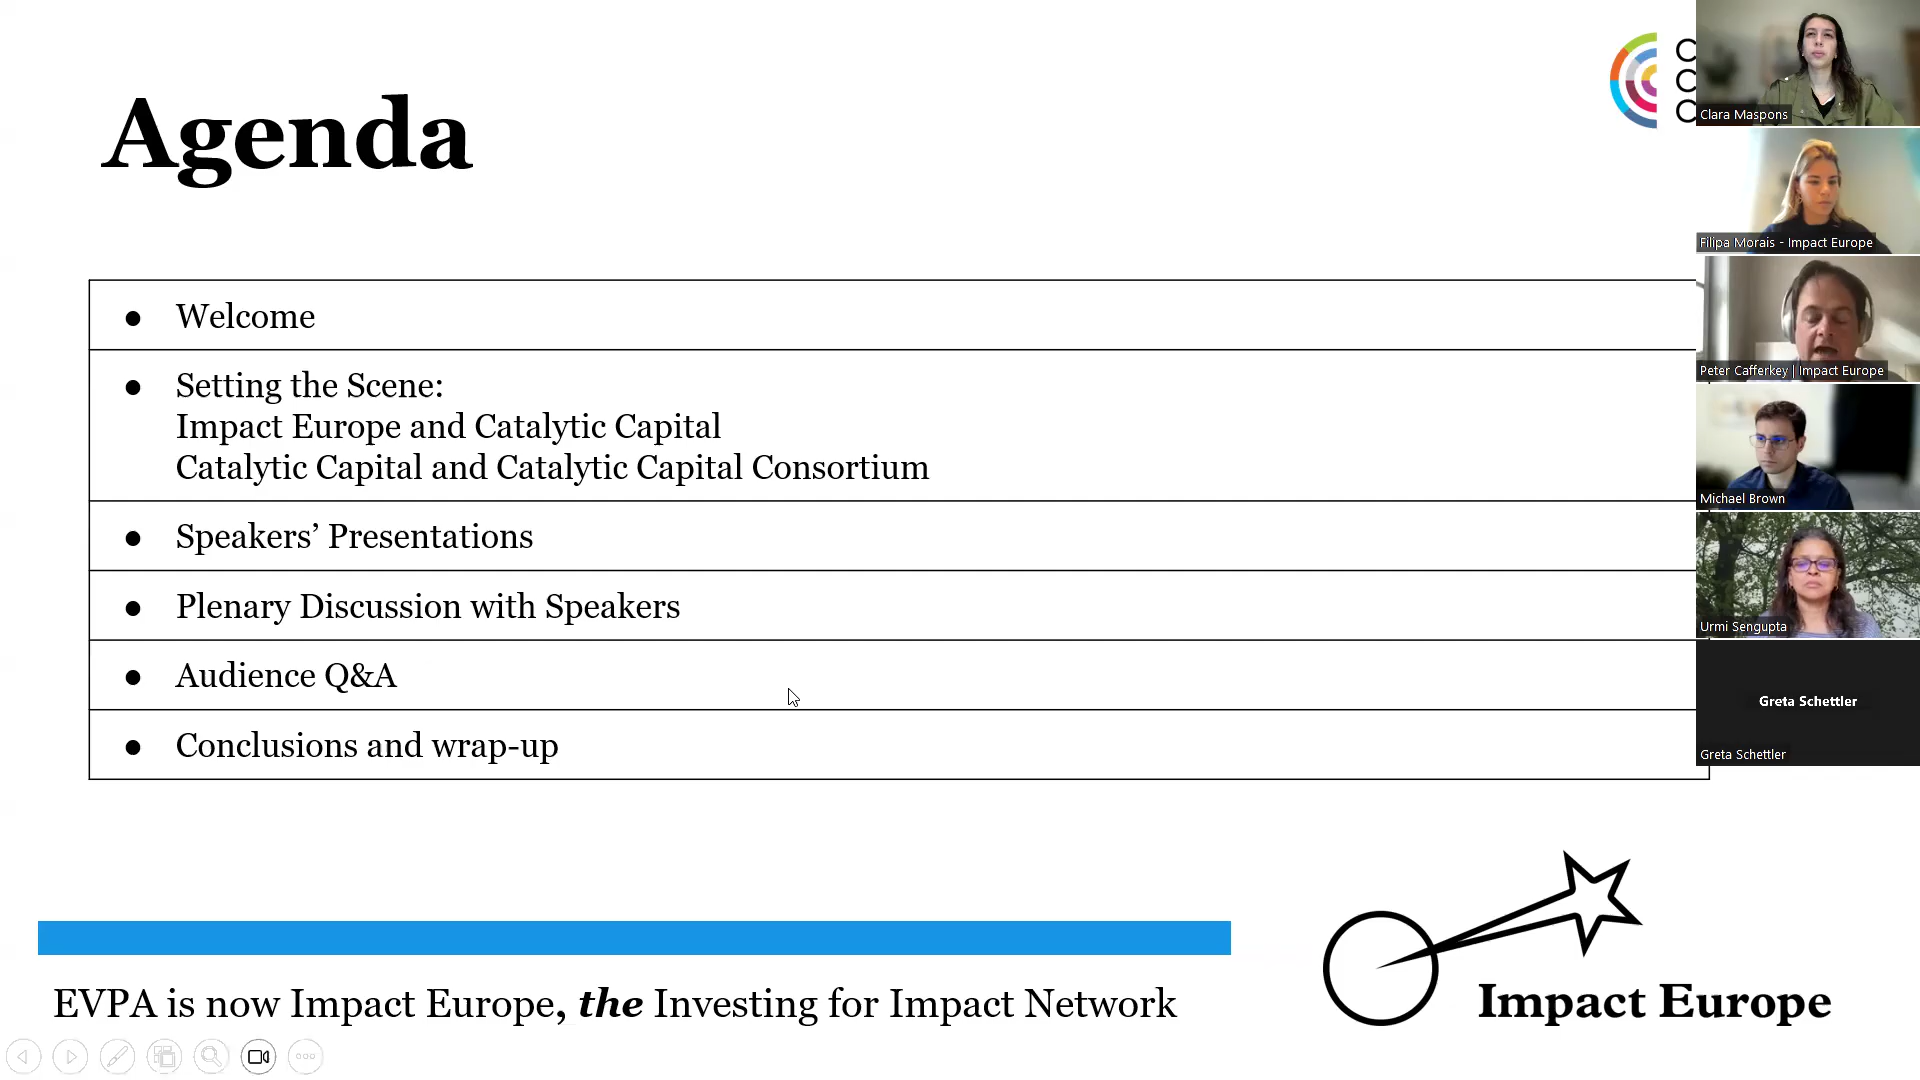 Agenda
C
C
C
• Welcome
• Setting the Scene:
Impact Europe and Catalytic Capital
Catalytic Capital and Catalytic Capital Consortium
• Speakers’ Presentations
• Plenary Discussion with Speakers
• Audience Q&A
• Conclusions and wrap-up
EVPA is now Impact Europe, the Investing for Impact Network
Impact Europe
Clara Maspons
Filipa Morais - Impact Europe
Peter Cafferkey | Impact Europe
Michael Brown
Urmi Sengupta
Greta Schettler
Greta Schettler